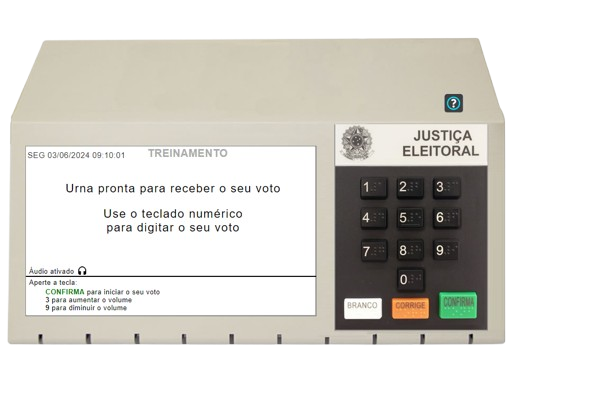 SEG 03/06/2024 09:10:01 TREINAMENTO
Urna pronta para receber o seu voto
Use o teclado numérico
para digitar o seu voto
Áudio ativado
Aperte a tecla:
CONFIRMA para iniciar o seu voto
3 para aumentar o volume
9 para diminuir o volume
?
JUSTIÇA
ELEITORAL
1 2 3
4 5 6
7 8 9
0
BRANCO CORRIGE CONFIRMA